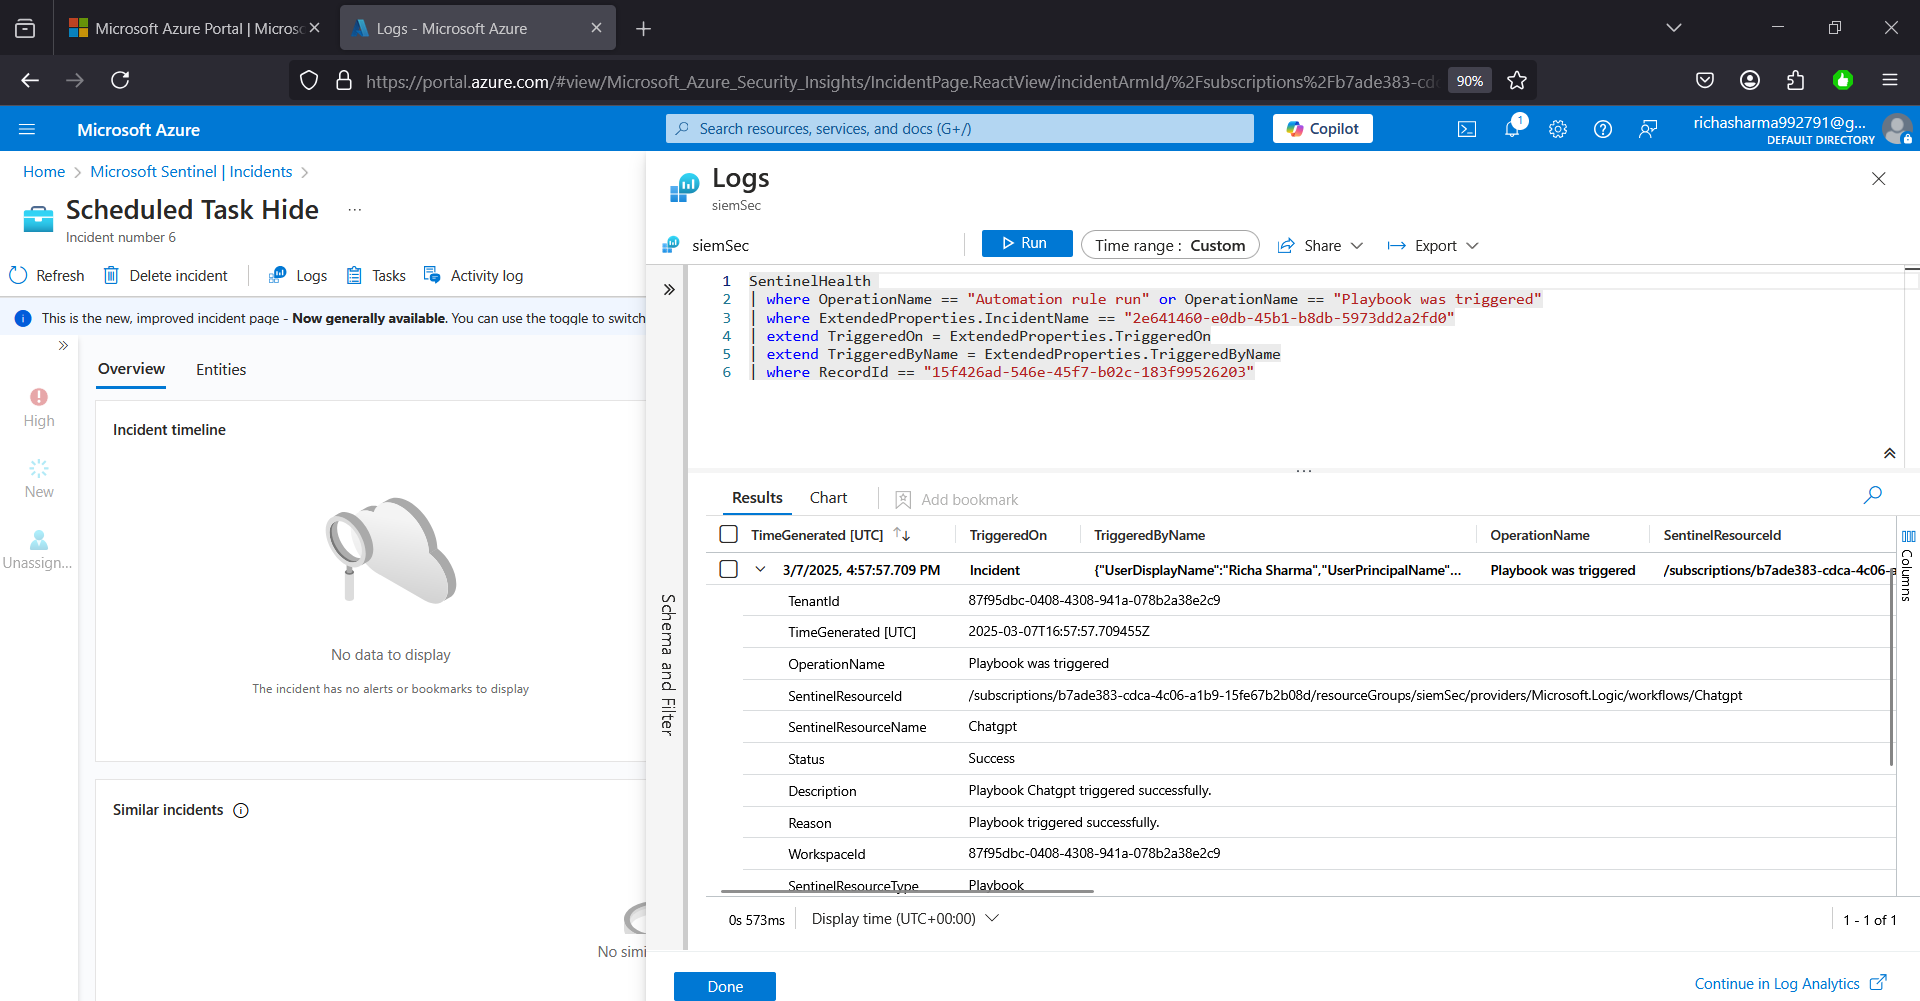 Microsoft Azure Portal | Microso
Logs - Microsoft Azure
https://portal.azure.com/#view/Microsoft_Azure_Security_Insights/IncidentPage.ReactView/incidentArmId/%2Fsubscriptions%2Fb7ade383-cdc
90%
Microsoft Azure
Search resources, services, and docs (G+/)
Copilot
1
richasharma992791@g...
DEFAULT DIRECTORY
Home > Microsoft Sentinel | Incidents >
Scheduled Task Hide ...
Incident number 6
Refresh
Delete incident
Logs
Tasks
Activity log
This is the new, improved incident page - Now generally available. You can use the toggle to switch
High
New
Unassign...
Overview
Entities
Incident timeline
No data to display
The incident has no alerts or bookmarks to display
Similar incidents
No simi
Logs
siemSec
siemSec
Run
Time range : Custom
Share
Export
1 SentinelHealth
2 | where OperationName == "Automation rule run" or OperationName == "Playbook was triggered"
3 | where ExtendedProperties.IncidentName == "2e641460-e0db-45b1-b8db-5973dd2a2fd0"
4 | extend TriggeredOn = ExtendedProperties.TriggeredOn
5 | extend TriggeredByName = ExtendedProperties.TriggeredByName
6 | where RecordId == "15f426ad-546e-45f7-b02c-183f99526203"
Schema and Filter
Results
Chart
Add bookmark
TimeGenerated [UTC] TriggeredOn TriggeredByName OperationName SentinelResourceId
3/7/2025, 4:57:57.709 PM Incident {"UserDisplayName":"Richa Sharma","UserPrincipalName"... Playbook was triggered /subscriptions/b7ade383-cdca-4c06-a
TenantId 87f95dbc-0408-4308-941a-078b2a38e2c9
TimeGenerated [UTC] 2025-03-07T16:57:57.709455Z
OperationName Playbook was triggered
SentinelResourceId /subscriptions/b7ade383-cdca-4c06-a1b9-15fe67b2b08d/resourceGroups/siemSec/providers/Microsoft.Logic/workflows/Chatgpt
SentinelResourceName Chatgpt
Status Success
Description Playbook Chatgpt triggered successfully.
Reason Playbook triggered successfully.
WorkspaceId 87f95dbc-0408-4308-941a-078b2a38e2c9
SentinelResourceType Playbook
Columns
0s 573ms
Display time (UTC+00:00)
1 - 1 of 1
Done
Continue in Log Analytics